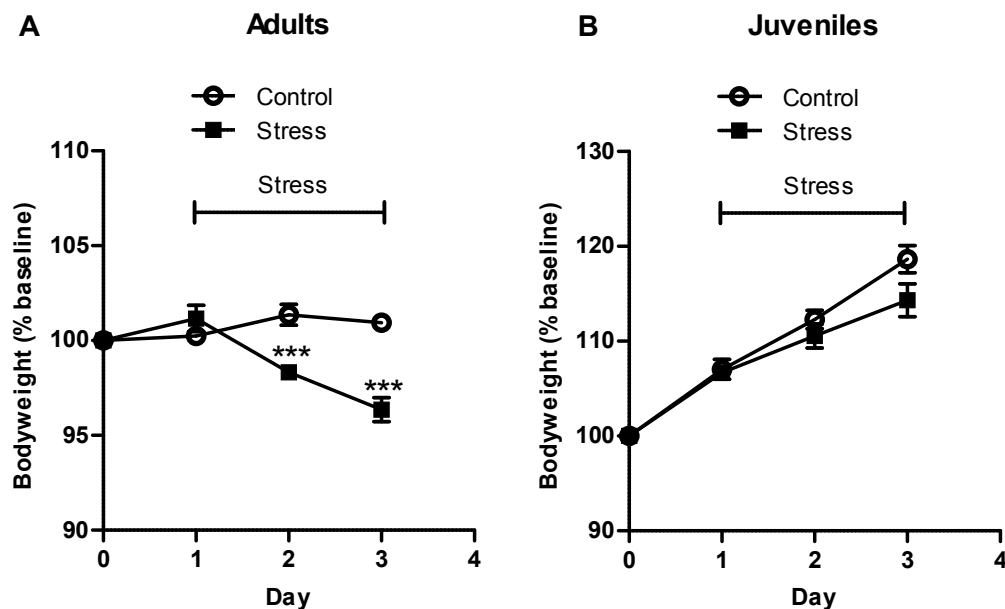 A
Adults
Control
Stress
Stress
Bodyweight (% baseline)
110
105
100
95
90
***
***
0
1
2
3
4
Day
B
Juveniles
Control
Stress
Stress
Bodyweight (% baseline)
130
120
110
100
90
0
1
2
3
4
Day